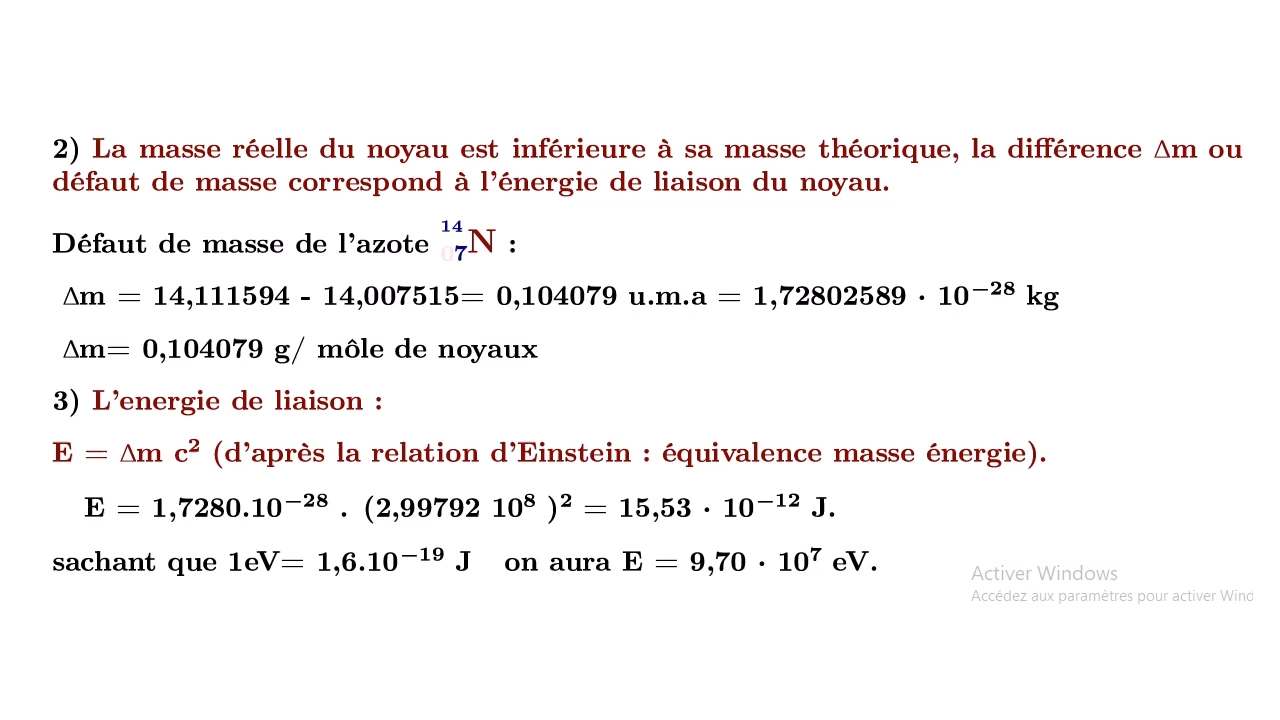 2) La masse réelle du noyau est inférieure à sa masse théorique, la différence Δm ou
défaut de masse correspond à l'énergie de liaison du noyau.
Défaut de masse de l'azote ¹⁴₀₇N :
Δm = 14,111594 - 14,007515= 0,104079 u.m.a = 1,72802589 · 10⁻²⁸ kg
Δm= 0,104079 g/ môle de noyaux
3) L'energie de liaison :
E = Δm c² (d'après la relation d'Einstein : équivalence masse énergie).
E = 1,7280.10⁻²⁸ . (2,99792 10⁸ )² = 15,53 · 10⁻¹² J.
sachant que 1eV= 1,6.10⁻¹⁹ J on aura E = 9,70 · 10⁷ eV.
Activer Windows
Accédez aux paramètres pour activer Wind